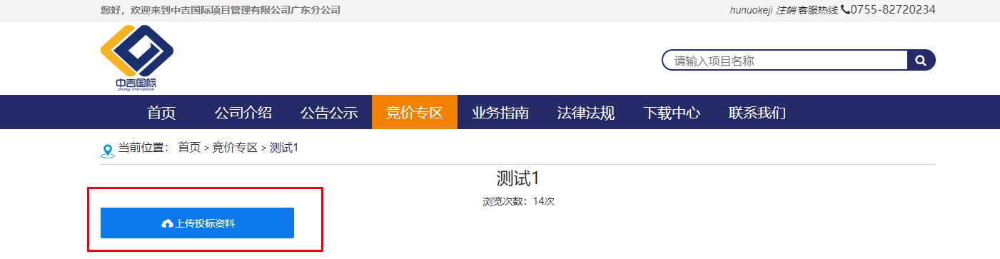 您好，欢迎来到中吉国际项目管理有限公司广东分公司
hunuokeji 注銷 客服热线 0755-82720234
中吉国际
zhongji international
请输入项目名称
首页 公司介绍 公告公示 竞价专区 业务指南 法律法规 下载中心 联系我们
当前位置： 首页 > 竞价专区 > 测试1
测试1
浏览次数：14次
上传投标资料